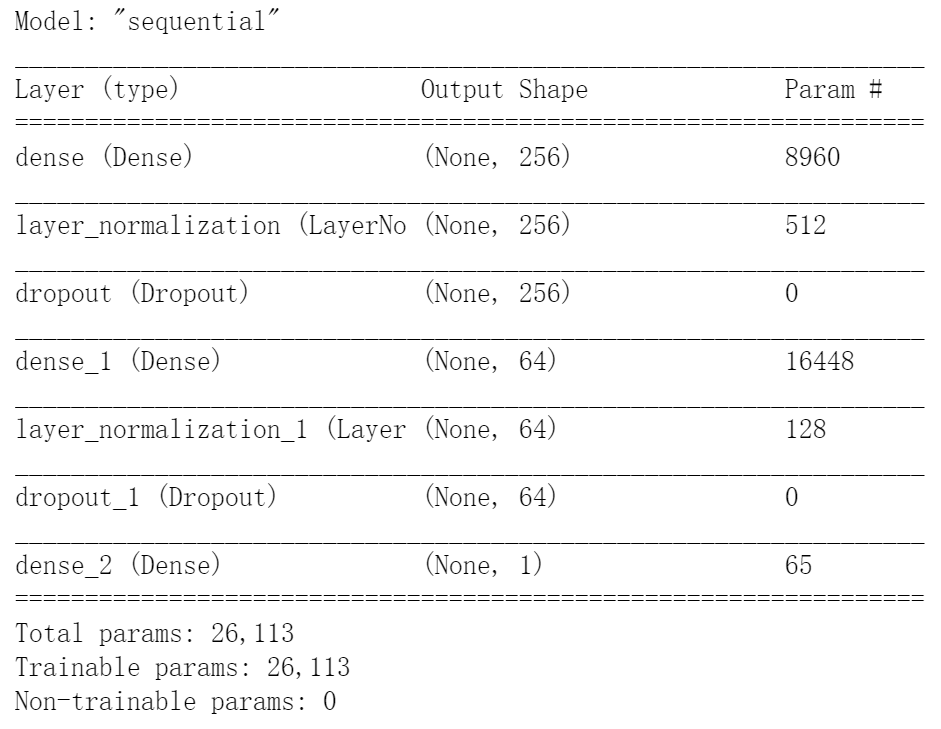 Model: "sequential"
_________________________________________________________________
Layer (type)                 Output Shape              Param #
=================================================================
dense (Dense)                (None, 256)               8960
_________________________________________________________________
layer_normalization (LayerNo (None, 256)               512
_________________________________________________________________
dropout (Dropout)            (None, 256)               0
_________________________________________________________________
dense_1 (Dense)              (None, 64)                16448
_________________________________________________________________
layer_normalization_1 (Layer (None, 64)                128
_________________________________________________________________
dropout_1 (Dropout)          (None, 64)                0
_________________________________________________________________
dense_2 (Dense)              (None, 1)                 65
=================================================================
Total params: 26,113
Trainable params: 26,113
Non-trainable params: 0